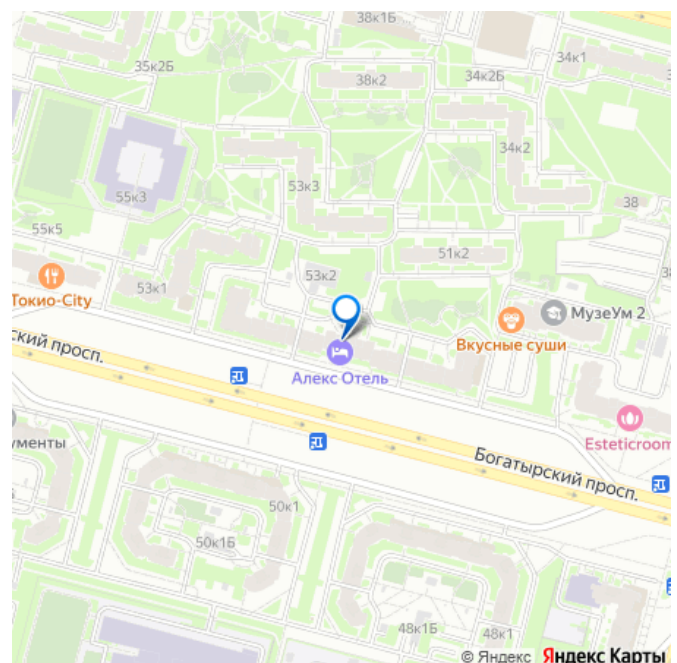 38к1Б
34к1
35к2Б
38к2
34к2Б
34к2
53к3
55к3
38
55к5
51к2
53к2
Токио-City
53к1
МузеУм 2
Вкусные суши
Алекс Отель
ский просп.
Esteticroom
ументы
Богатырский просп.
50к1
50к1Б
48к1Б
48к1
© Яндекс Яндекс Карты